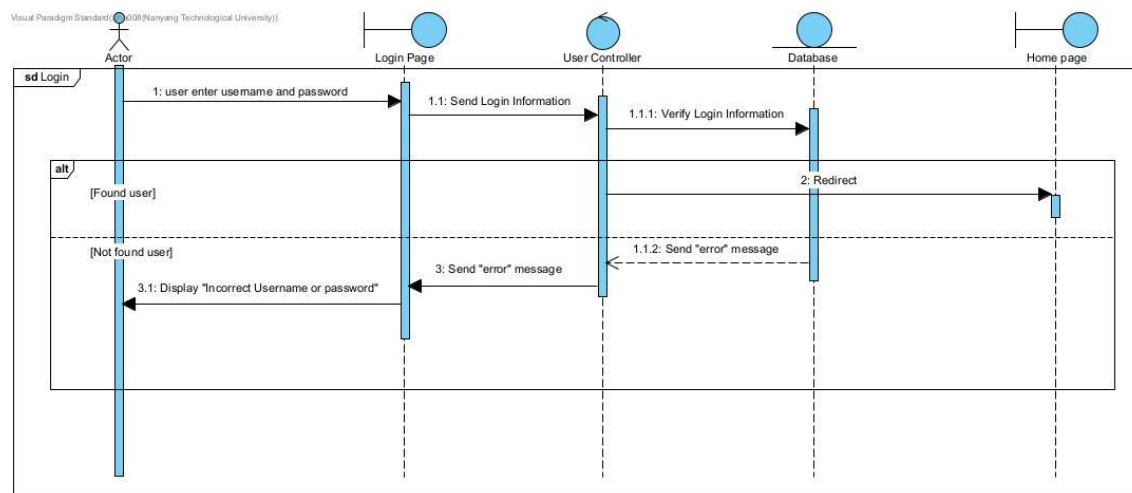 Visual Paradigm Standard( 008(Nanyang Technological University))
Actor
Login Page
User Controller
Database
Home page
sd Login
1: user enter username and password
1.1: Send Login Information
1.1.1: Verify Login Information
alt
[Found user]
2: Redirect
[Not found user]
1.1.2: Send "error" message
3: Send "error" message
3.1: Display "Incorrect Username or password"